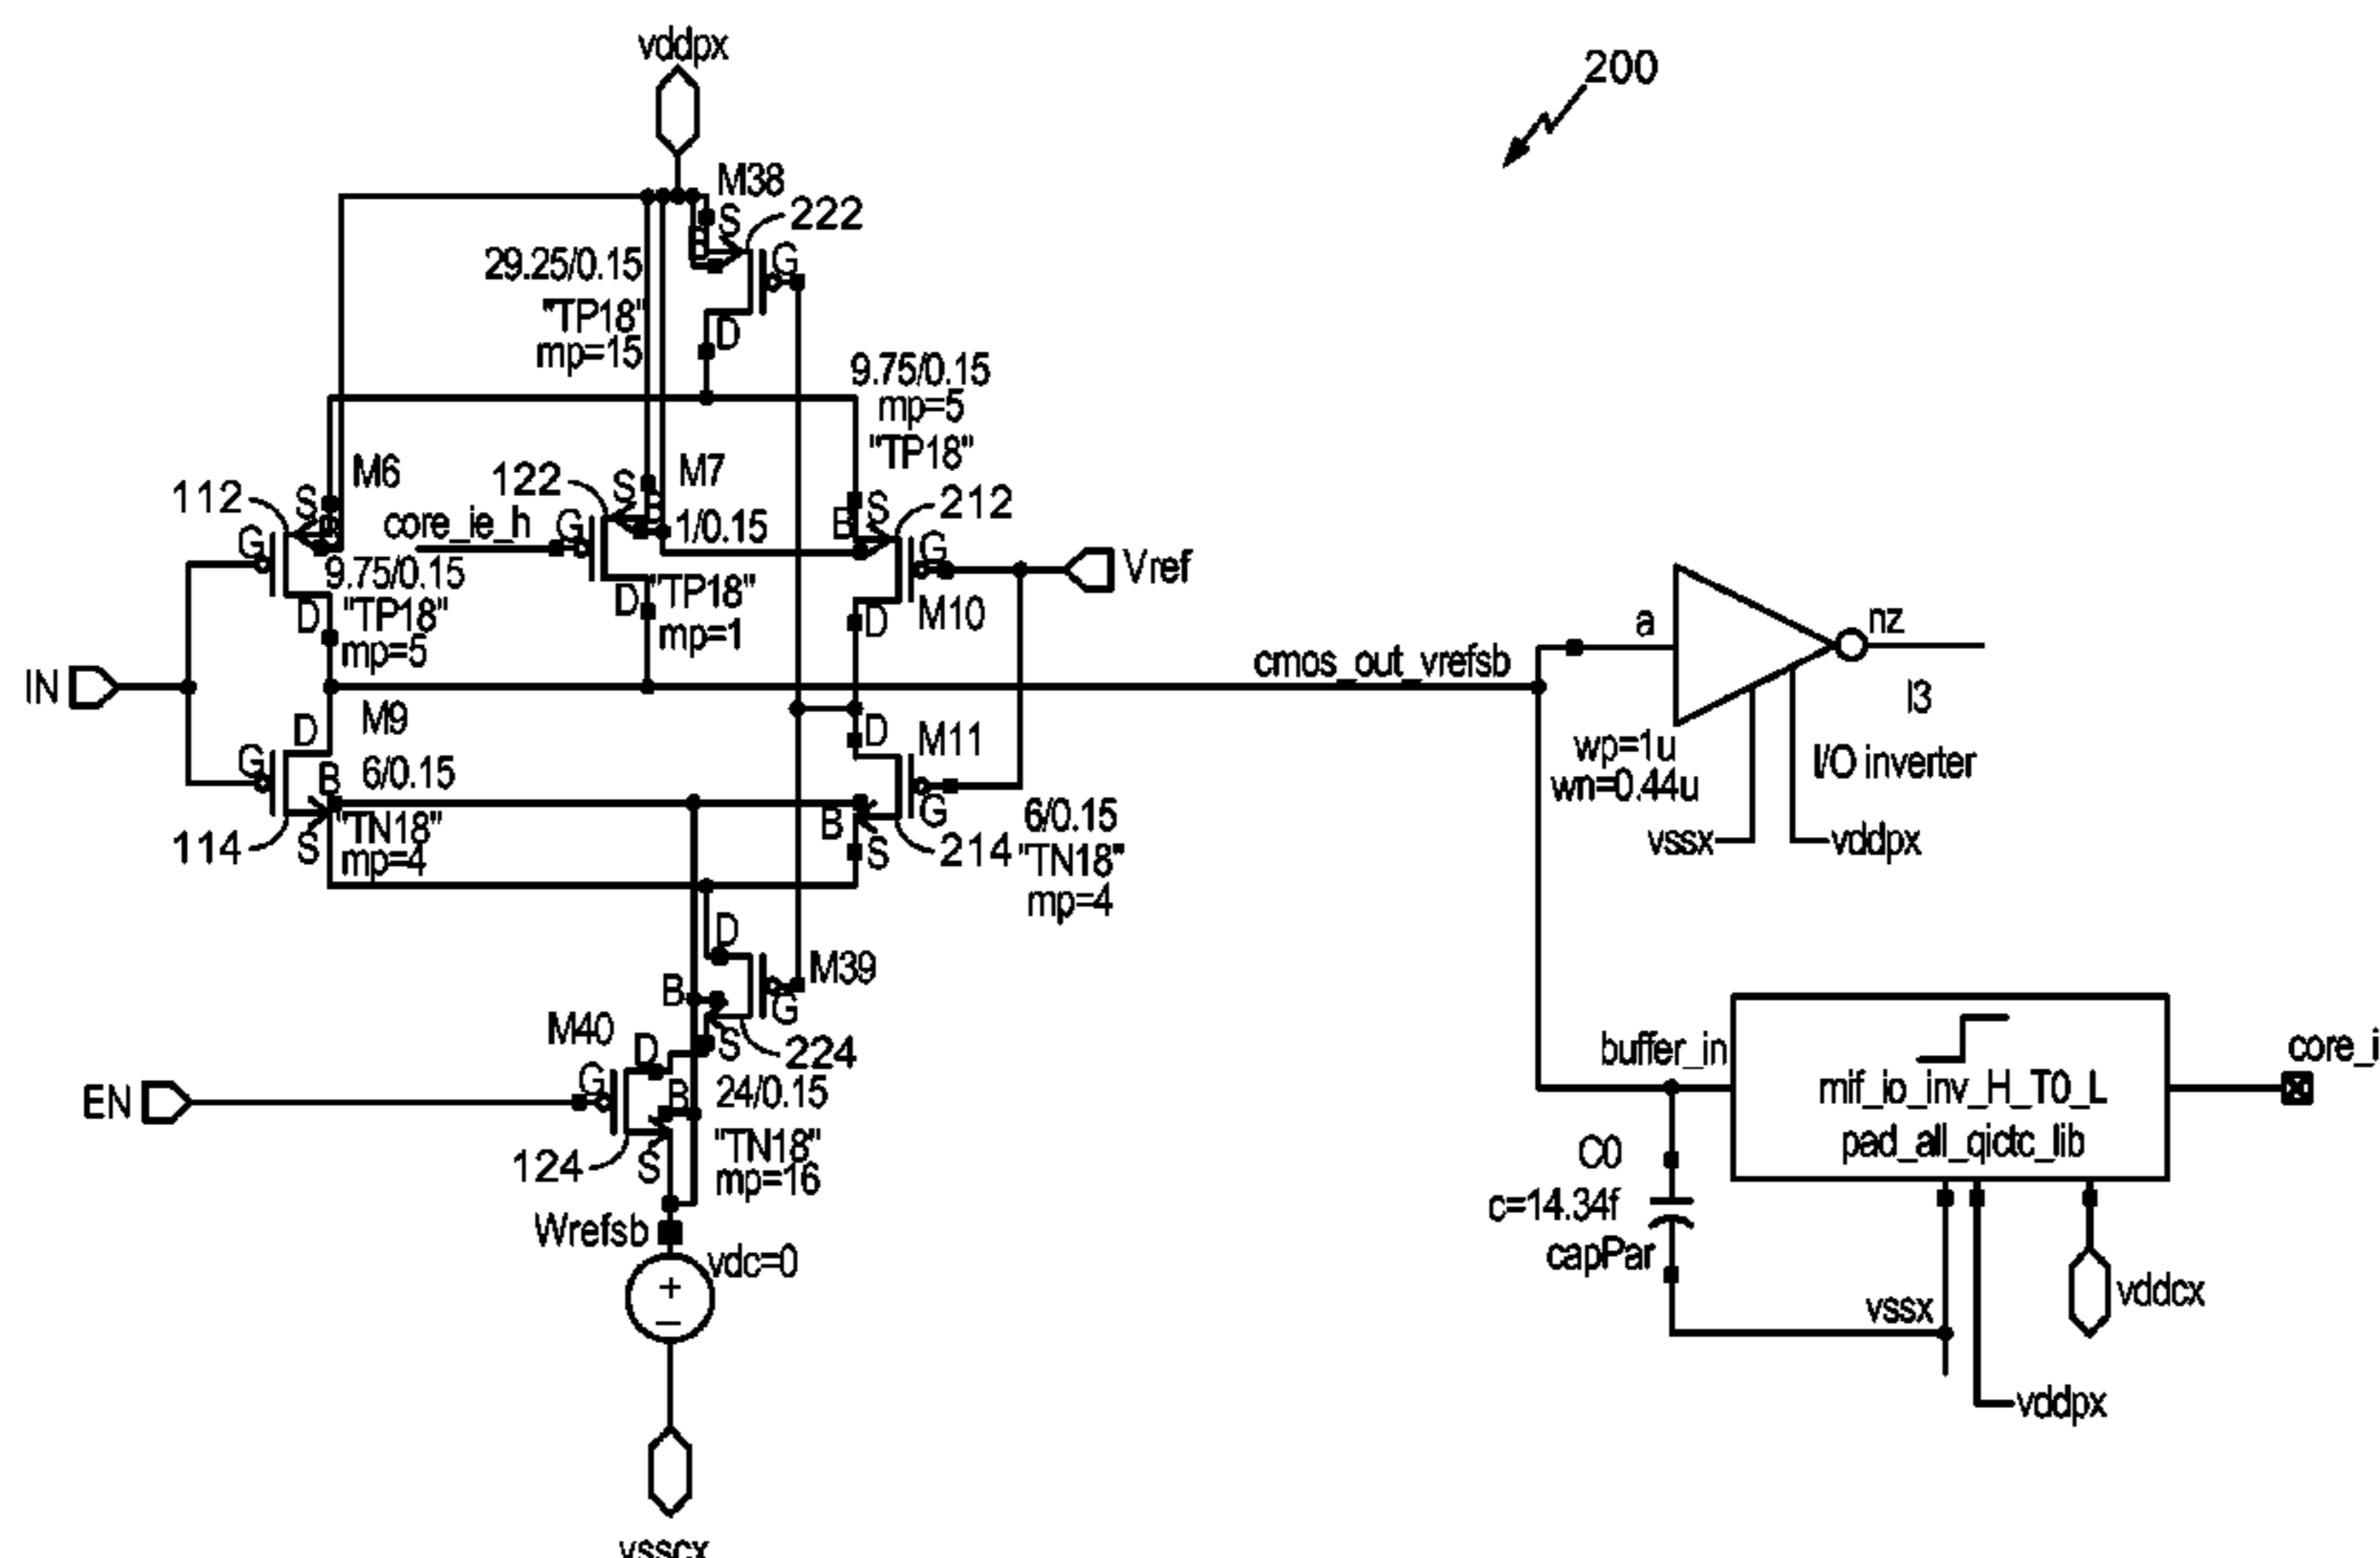 vddpx
200
M38
S
222
B
G
29.25/0.15
"TP18"
mp=15
D
9.75/0.15
mp=5
"TP18"
M6
122
S
M7
112
S
B
core_ie_h
G
B
1/0.15
S
212
B
G
G
9.75/0.15
"TP18"
mp=5
D
D
"TP18"
mp=1
D
M10
Vref
IN
cmos_out_vrefsb
a
nz
I3
I/O inverter
wp=1u
wn=0.44u
vssx
vddpx
D
M9
G
B
6/0.15
"TN18"
mp=4
114
S
D
M11
G
B
S
214
6/0.15
"TN18"
mp=4
D
M39
B
G
M40
D
S
224
EN
G
B
24/0.15
"TN18"
mp=16
124
S
Wrefsb
vdc=0
+
–
vsscx
buffer_in
mif_io_inv_H_T0_L
pad_all_qictc_lib
core_i
C0
c=14.34f
capPar
vssx
vddcx
vddpx